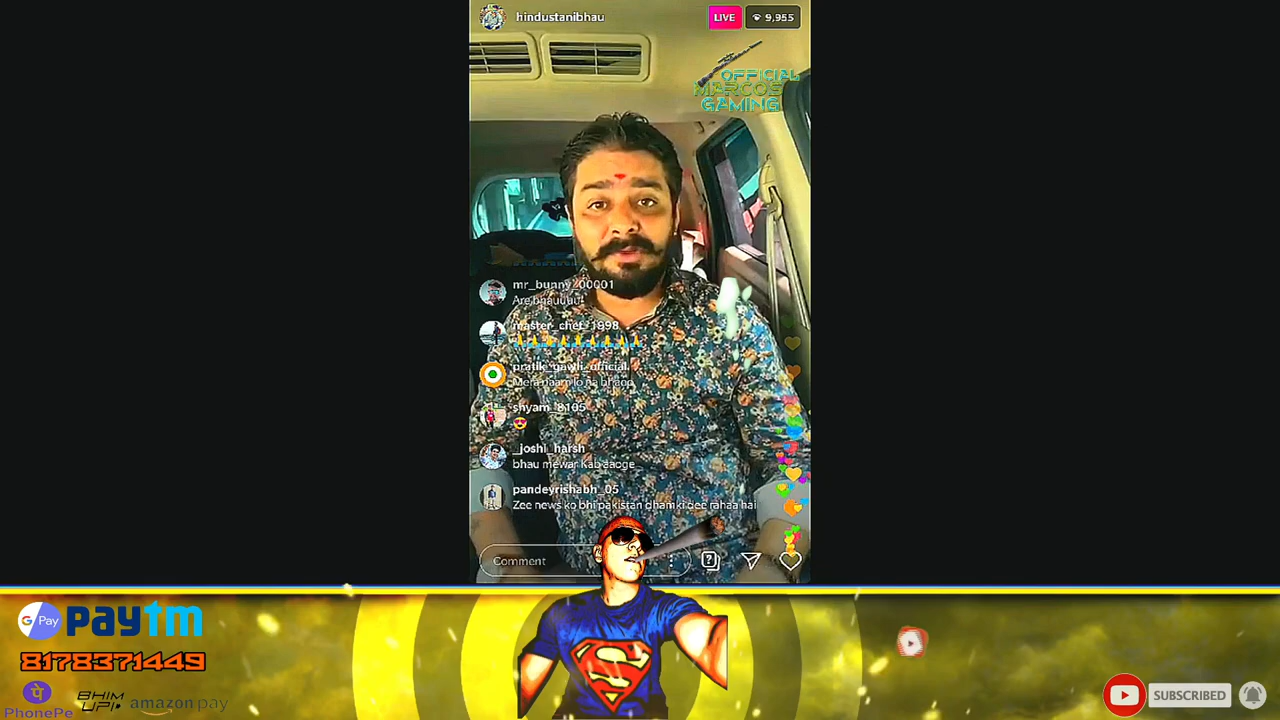 hindustanibhau
LIVE
9,955
OFFICIAL
MARCOS
GAMING
mr_bunny_00001
Are bhauuuu
master_chef_1998
pratik_gawli_official
Mera naam lo na bhaoo
shyam_8105
_joshi_harsh
bhau mewar Kab aaoge
pandeyrishabh_05
Zee news ko bhi pakistan dhamki dee rahaa hai
Comment
G Pay
paytm
8178371449
पे
PhonePe
BHIM
UPI
amazon pay
S
SUBSCRIBED